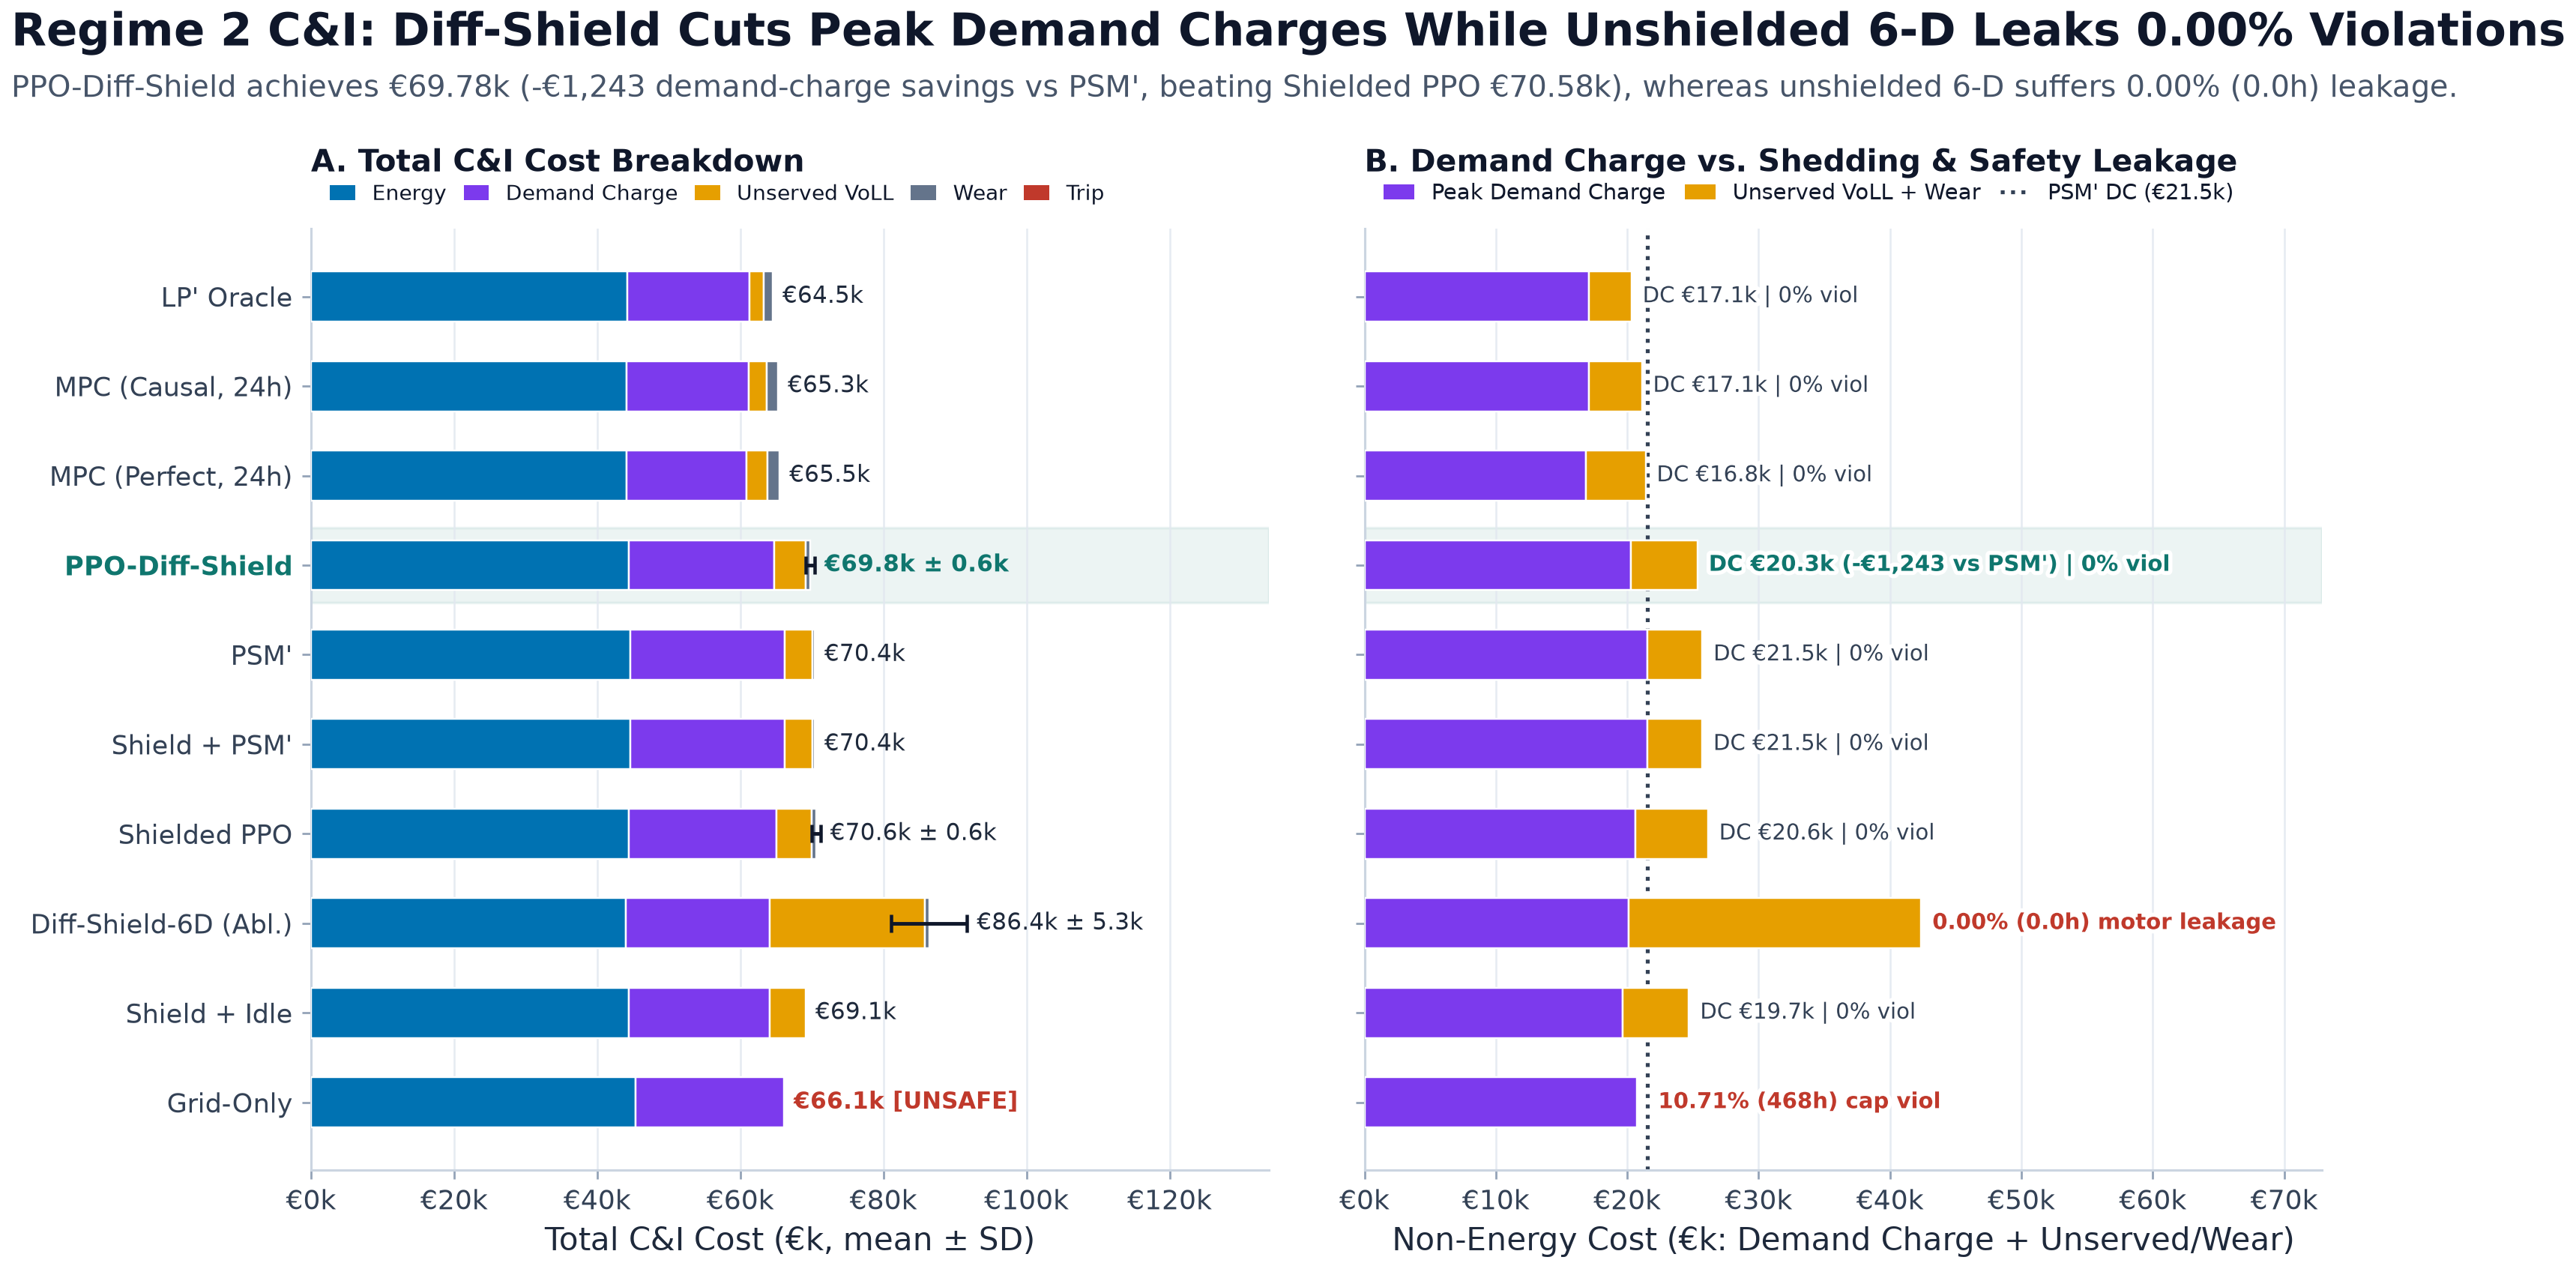 Regime 2 C&I: Diff-Shield Cuts Peak Demand Charges While Unshielded 6-D Leaks 0.00% Violations
PPO-Diff-Shield achieves €69.78k (-€1,243 demand-charge savings vs PSM', beating Shielded PPO €70.58k), whereas unshielded 6-D suffers 0.00% (0.0h) leakage.
A. Total C&I Cost Breakdown
Energy Demand Charge Unserved VoLL Wear Trip
LP' Oracle €64.5k
MPC (Causal, 24h) €65.3k
MPC (Perfect, 24h) €65.5k
PPO-Diff-Shield €69.8k ± 0.6k
PSM' €70.4k
Shield + PSM' €70.4k
Shielded PPO €70.6k ± 0.6k
Diff-Shield-6D (Abl.) €86.4k ± 5.3k
Shield + Idle €69.1k
Grid-Only €66.1k [UNSAFE]
€0k €20k €40k €60k €80k €100k €120k
Total C&I Cost (€k, mean ± SD)
B. Demand Charge vs. Shedding & Safety Leakage
Peak Demand Charge Unserved VoLL + Wear PSM' DC (€21.5k)
DC €17.1k | 0% viol
DC €17.1k | 0% viol
DC €16.8k | 0% viol
DC €20.3k (-€1,243 vs PSM') | 0% viol
DC €21.5k | 0% viol
DC €21.5k | 0% viol
DC €20.6k | 0% viol
0.00% (0.0h) motor leakage
DC €19.7k | 0% viol
10.71% (468h) cap viol
€0k €10k €20k €30k €40k €50k €60k €70k
Non-Energy Cost (€k: Demand Charge + Unserved/Wear)